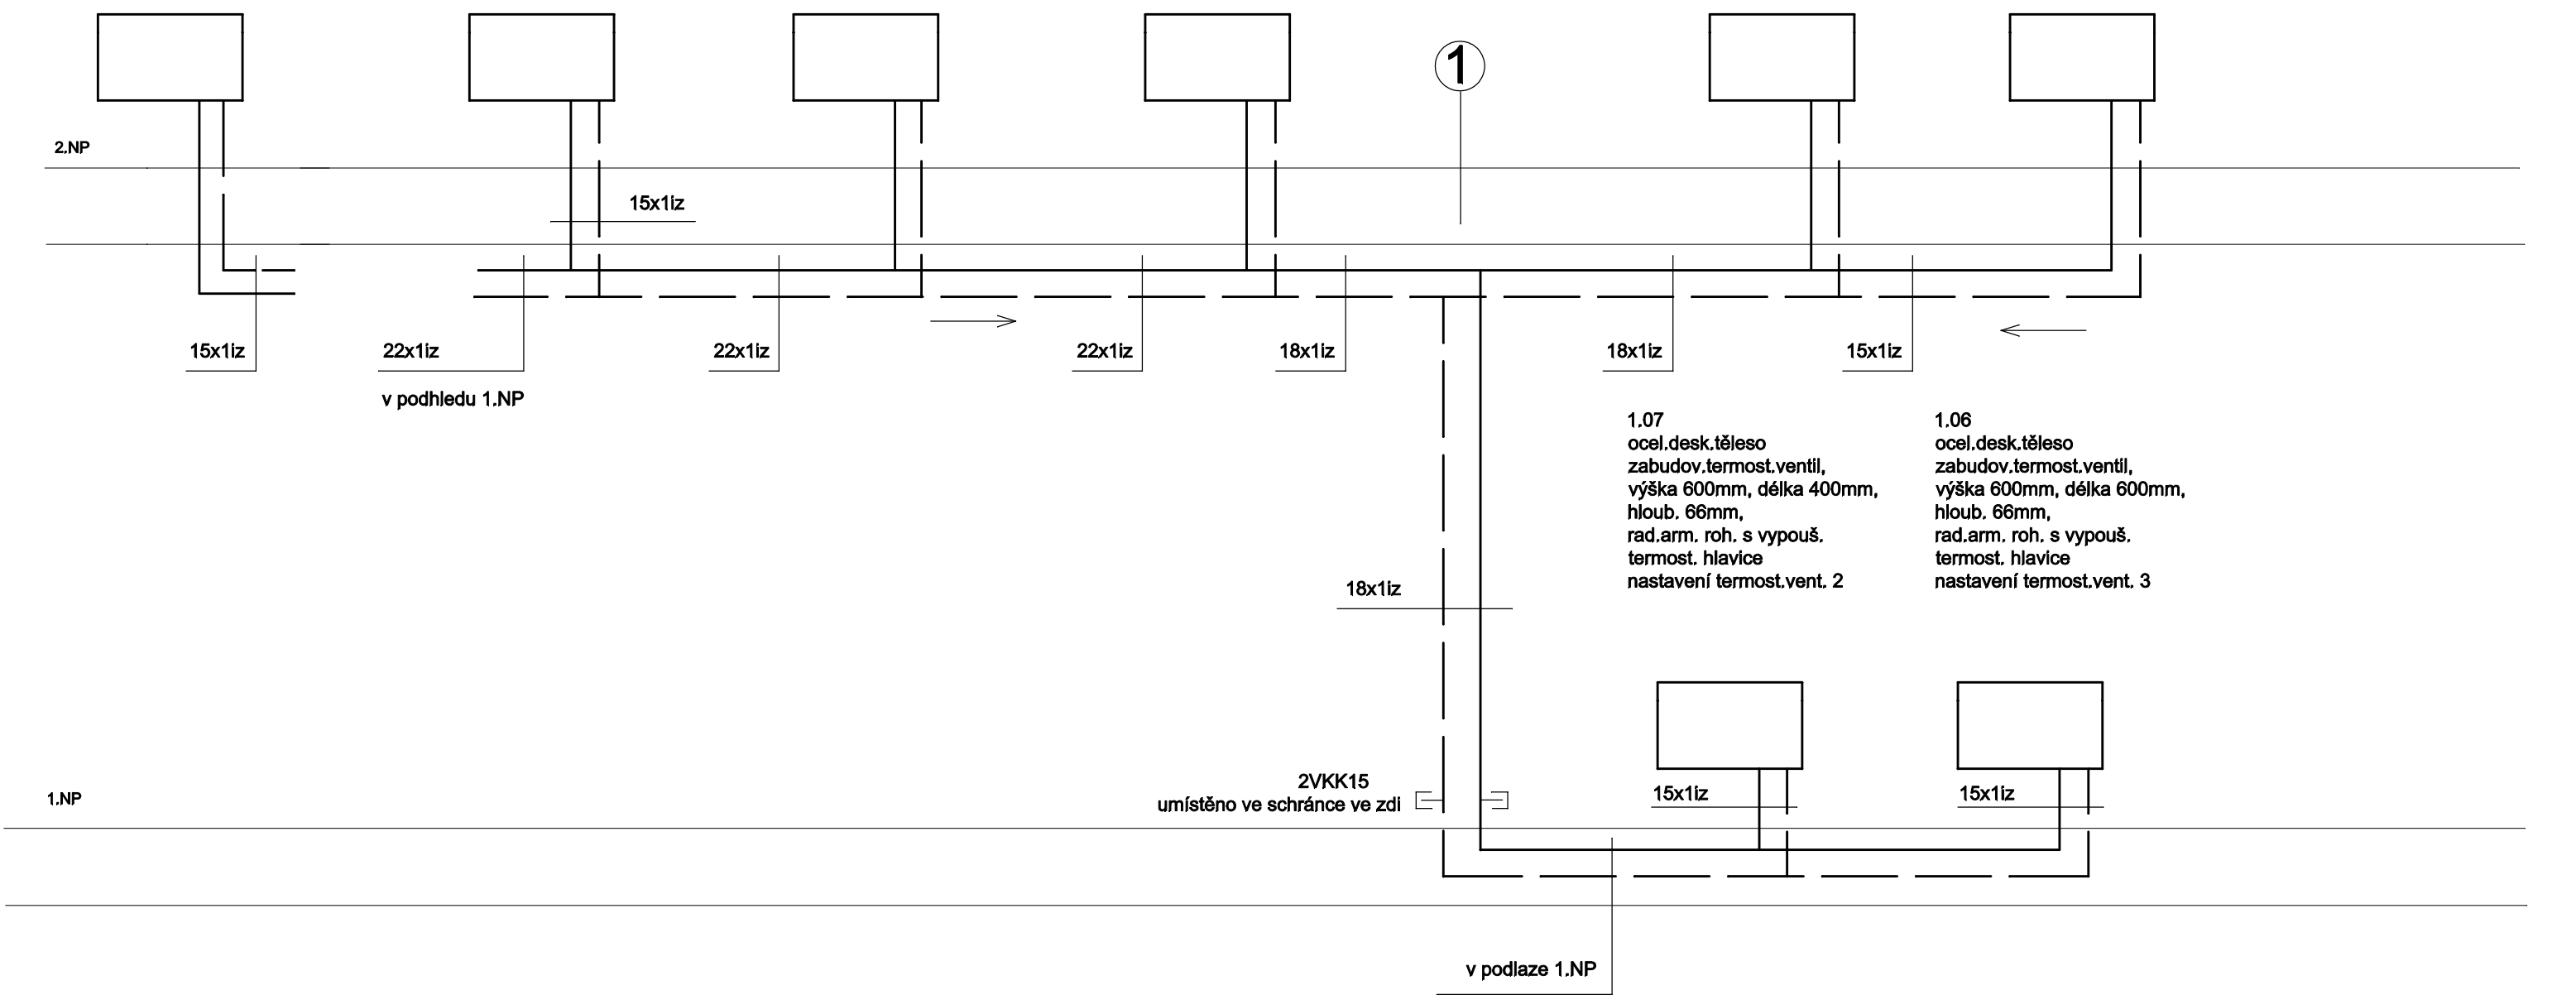 1
2.NP
15x1iz
15x1iz
22x1iz
22x1iz
22x1iz
18x1iz
18x1iz
15x1iz
v podhledu 1.NP
1.07
ocel.desk.těleso
zabudov.termost.ventil,
výška 600mm, délka 400mm,
hloub. 66mm,
rad.arm. roh. s vypouš.
termost. hlavice
nastavení termost.vent. 2
1.06
ocel.desk.těleso
zabudov.termost.ventil,
výška 600mm, délka 600mm,
hloub. 66mm,
rad.arm. roh. s vypouš.
termost. hlavice
nastavení termost.vent. 3
18x1iz
2VKK15
umístěno ve schránce ve zdi
15x1iz
15x1iz
1.NP
v podlaze 1.NP